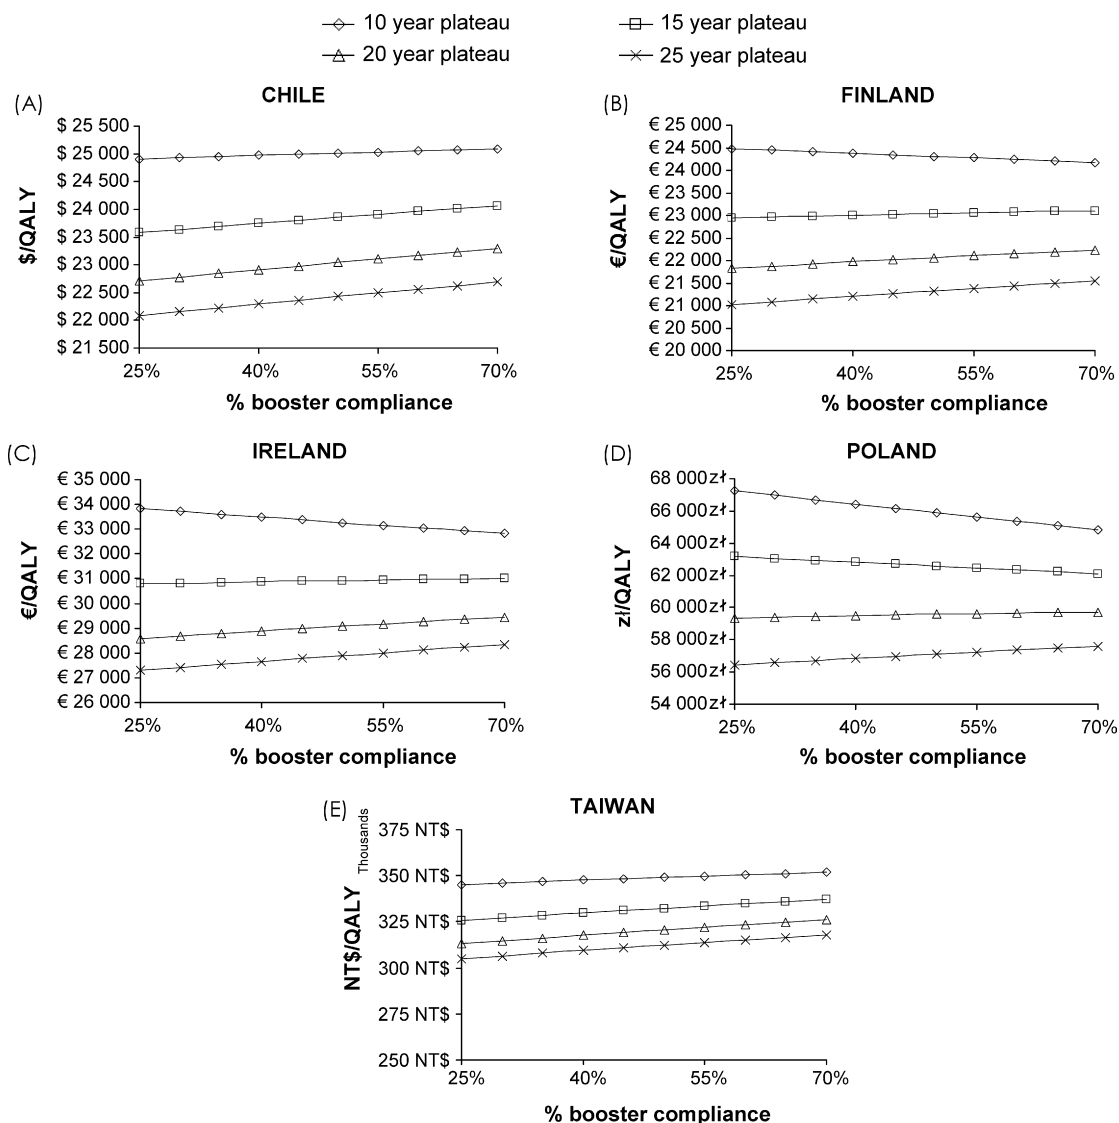 10 year plateau
15 year plateau
20 year plateau
25 year plateau
(A)
CHILE
$/QALY
$ 25 500
$ 25 000
$ 24 500
$ 24 000
$ 23 500
$ 23 000
$ 22 500
$ 22 000
$ 21 500
25%
40%
55%
70%
% booster compliance
(B)
FINLAND
€/QALY
€ 25 000
€ 24 500
€ 24 000
€ 23 500
€ 23 000
€ 22 500
€ 22 000
€ 21 500
€ 21 000
€ 20 500
€ 20 000
25%
40%
55%
70%
% booster compliance
(C)
IRELAND
€/QALY
€ 35 000
€ 34 000
€ 33 000
€ 32 000
€ 31 000
€ 30 000
€ 29 000
€ 28 000
€ 27 000
€ 26 000
25%
40%
55%
70%
% booster compliance
(D)
POLAND
zł/QALY
68 000zł
66 000zł
64 000zł
62 000zł
60 000zł
58 000zł
56 000zł
54 000zł
25%
40%
55%
70%
% booster compliance
(E)
TAIWAN
NT$/QALY
Thousands
375 NT$
350 NT$
325 NT$
300 NT$
275 NT$
250 NT$
25%
40%
55%
70%
% booster compliance